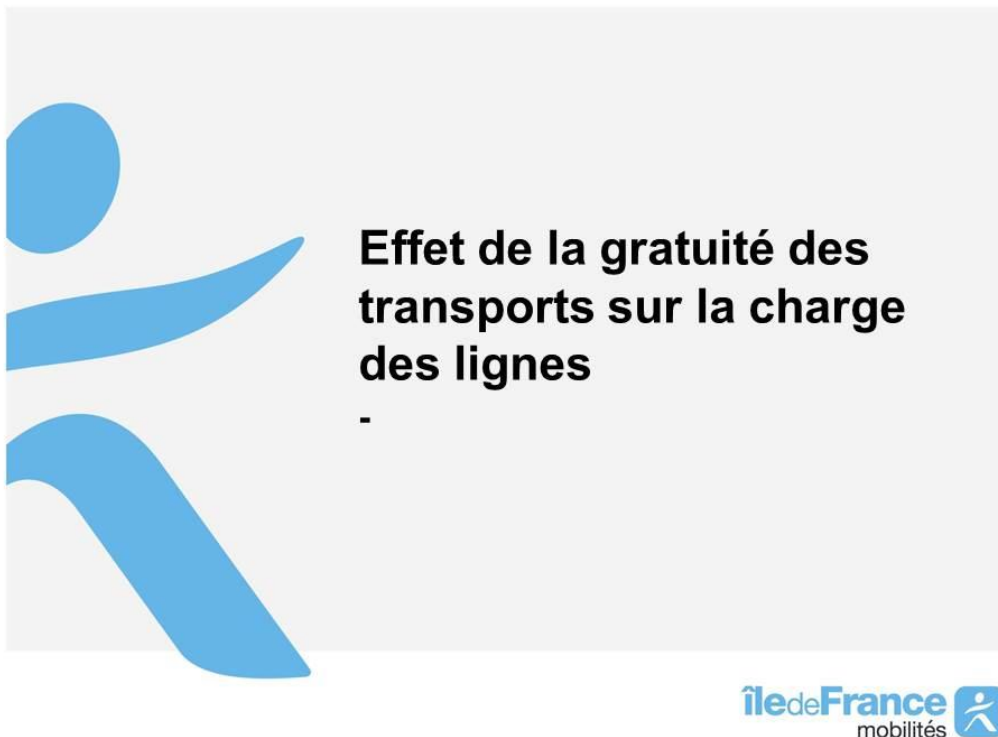 Effet de la gratuité des
transports sur la charge
des lignes
-
îledeFrance
mobilités